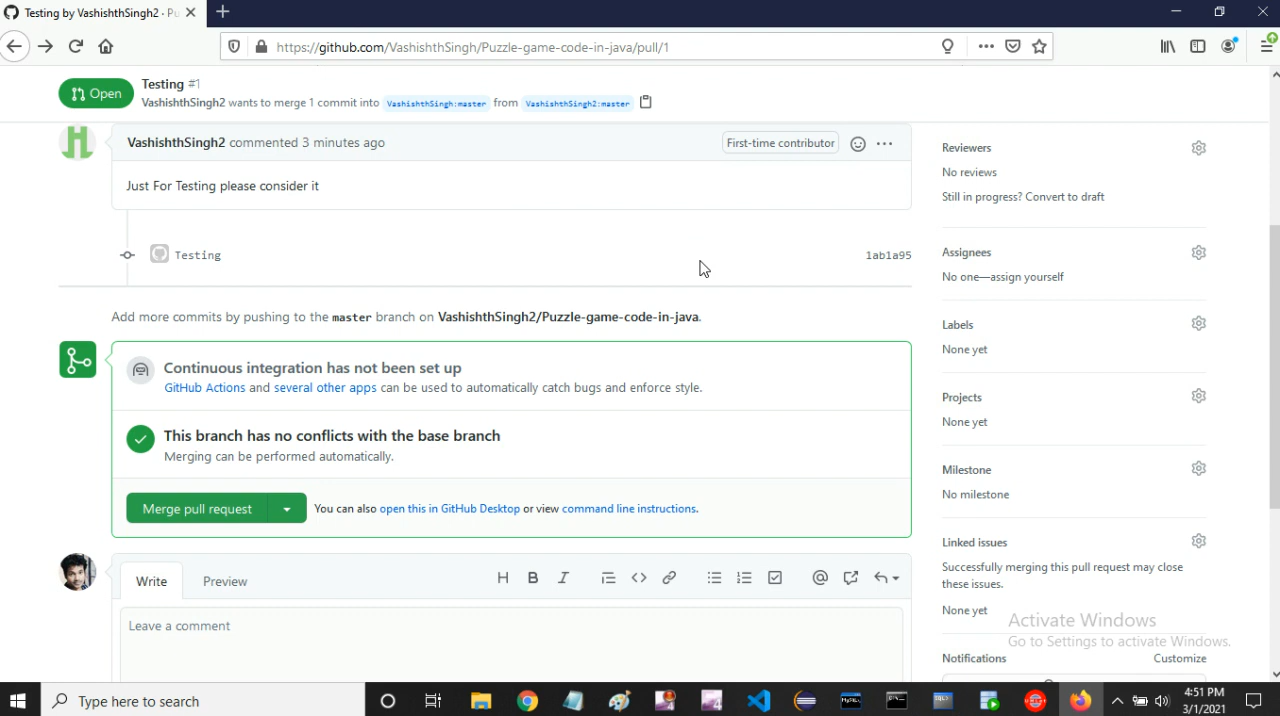 Testing by VashishthSingh2 · Pu
https://github.com/VashishthSingh/Puzzle-game-code-in-java/pull/1
Open
Testing #1
VashishthSingh2 wants to merge 1 commit into VashishthSingh:master from VashishthSingh2:master
VashishthSingh2 commented 3 minutes ago
First-time contributor
Just For Testing please consider it
Testing
1ab1a95
Add more commits by pushing to the master branch on VashishthSingh2/Puzzle-game-code-in-java.
Continuous integration has not been set up
GitHub Actions and several other apps can be used to automatically catch bugs and enforce style.
This branch has no conflicts with the base branch
Merging can be performed automatically.
Merge pull request
You can also open this in GitHub Desktop or view command line instructions.
Write
Preview
Leave a comment
Reviewers
No reviews
Still in progress? Convert to draft
Assignees
No one—assign yourself
Labels
None yet
Projects
None yet
Milestone
No milestone
Linked issues
Successfully merging this pull request may close
these issues.
None yet
Activate Windows
Go to Settings to activate Windows.
Notifications
Customize
Type here to search
4:51 PM
3/1/2021